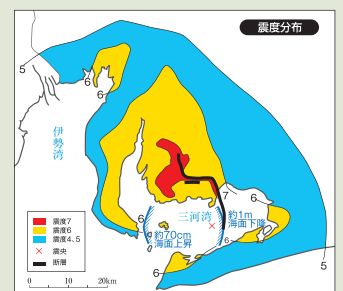 震度分布
5
6
6
伊勢湾
7
6
三河湾
約1m
海面下降
6
約70cm
海面上昇
6
5
6
震度7
震度6
震度4、5
震央
断層
0 10 20km